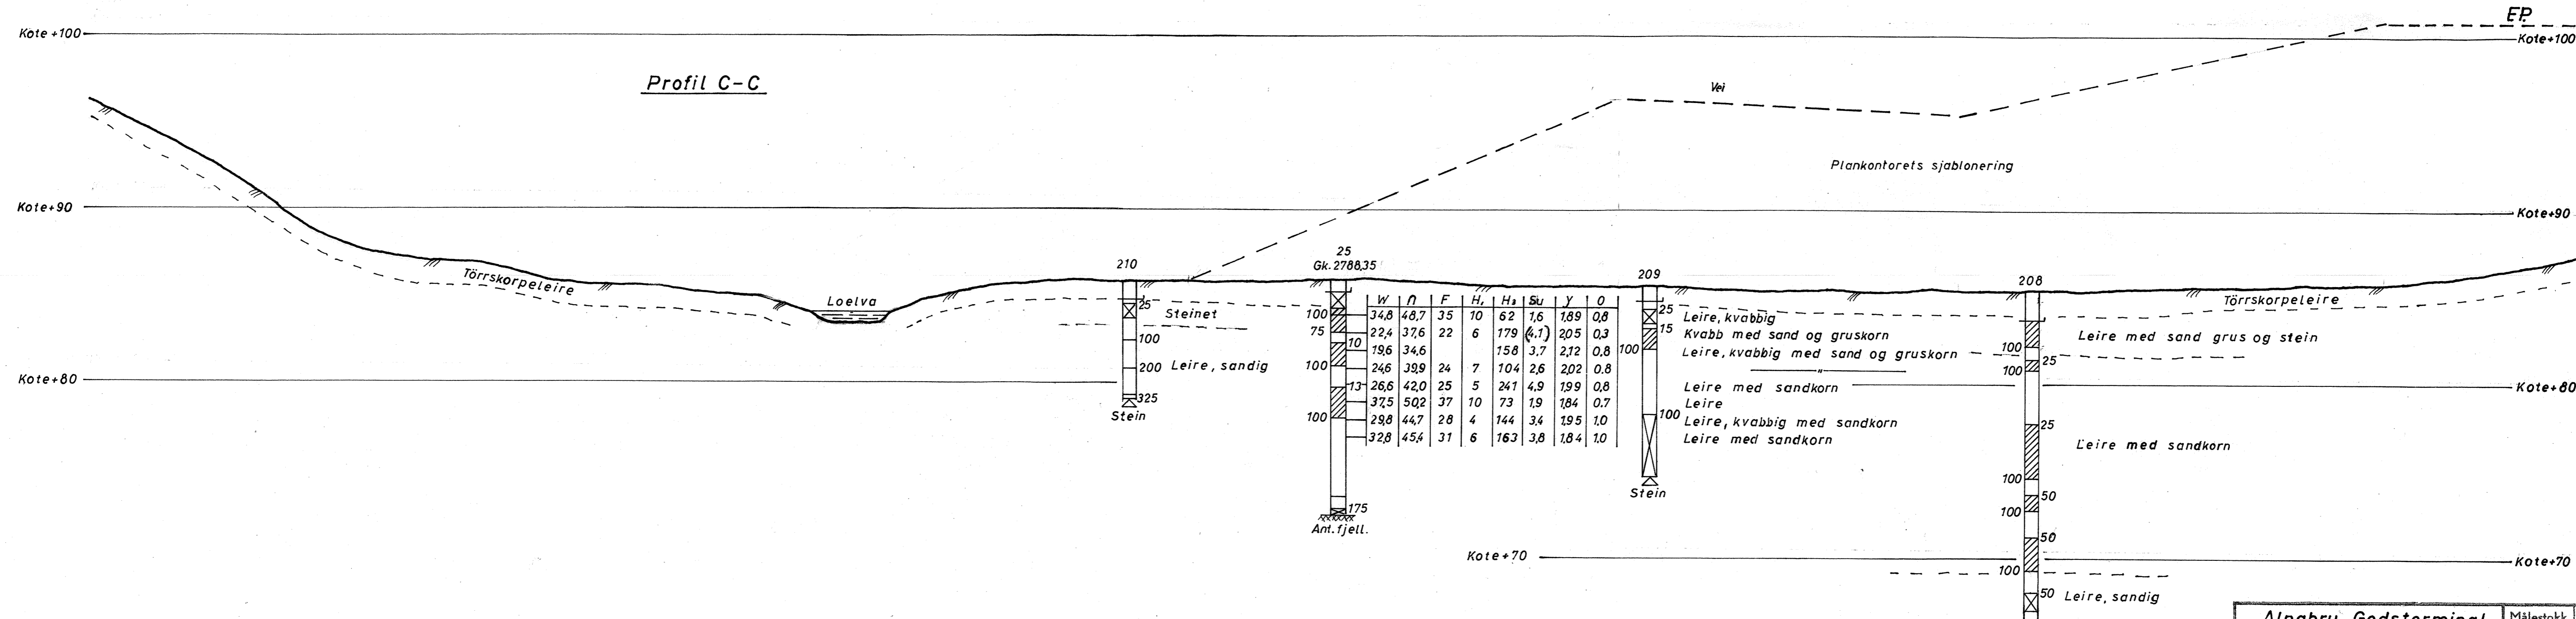 EP.
Kote +100
Kote+100
Profil C-C
Vei
Plankontorets sjablonering
Kote+90
Kote+90
Törrskorpeleire
Loelva
210
25
Gk. 2788,35
209
208
Törrskorpeleire
25
Steinet
100
200
Leire, sandig
325
Stein
100
75
10
100
13
100
175
Ant. fjell.
W n F H₁ H₃ Su γ O
34,8 48,7 35 10 62 1,6 1,89 0,8
22,4 37,6 22 6 179 (4,1) 2,05 0,3
19,6 34,6 158 3,7 2,12 0,8
24,6 39,9 24 7 104 2,6 2,02 0.8
26,6 42,0 25 5 241 4,9 1,99 0,8
37,5 50,2 37 10 73 1,9 1,84 0.7
29,8 44,7 28 4 144 3,4 1,95 1,0
32,8 45,4 31 6 163 3,8 1,84 1,0
25
15
100
100
Stein
Leire, kvabbig
Kvabb med sand og gruskorn
Leire, kvabbig med sand og gruskorn
"
Leire med sandkorn
Leire
Leire, kvabbig med sandkorn
Leire med sandkorn
100
25
100
25
100
50
100
50
100
50
Leire med sand grus og stein
Leire med sandkorn
Leire, sandig
Kote+80
Kote+80
Kote+70
Kote+70
Alnabru Godsterminal
Målestokk